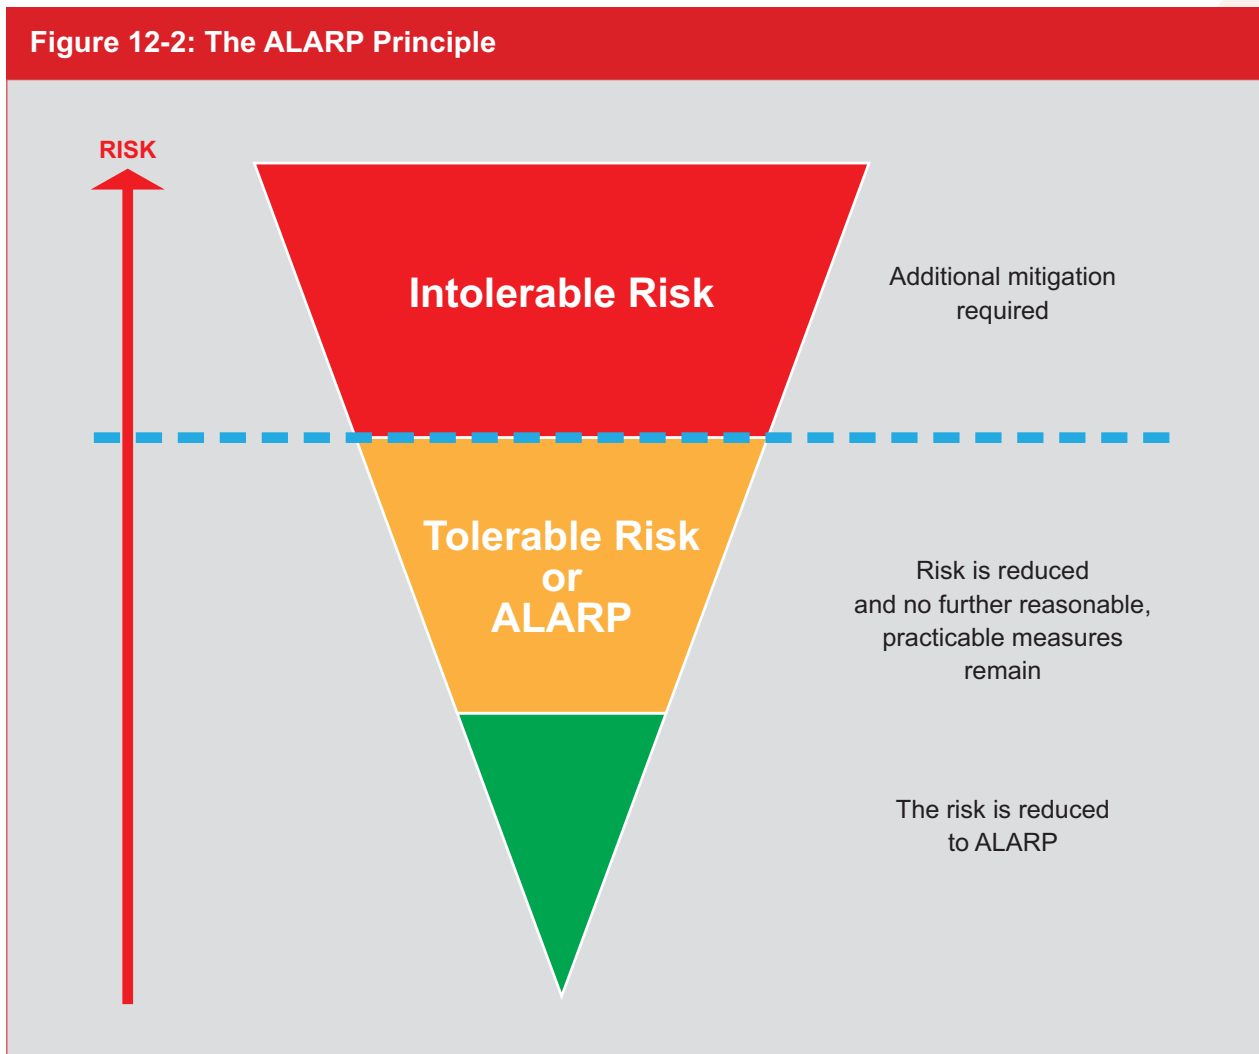 Figure 12-2: The ALARP Principle
RISK
Intolerable Risk
Additional mitigation
required
Tolerable Risk
or
ALARP
Risk is reduced
and no further reasonable,
practicable measures
remain
The risk is reduced
to ALARP